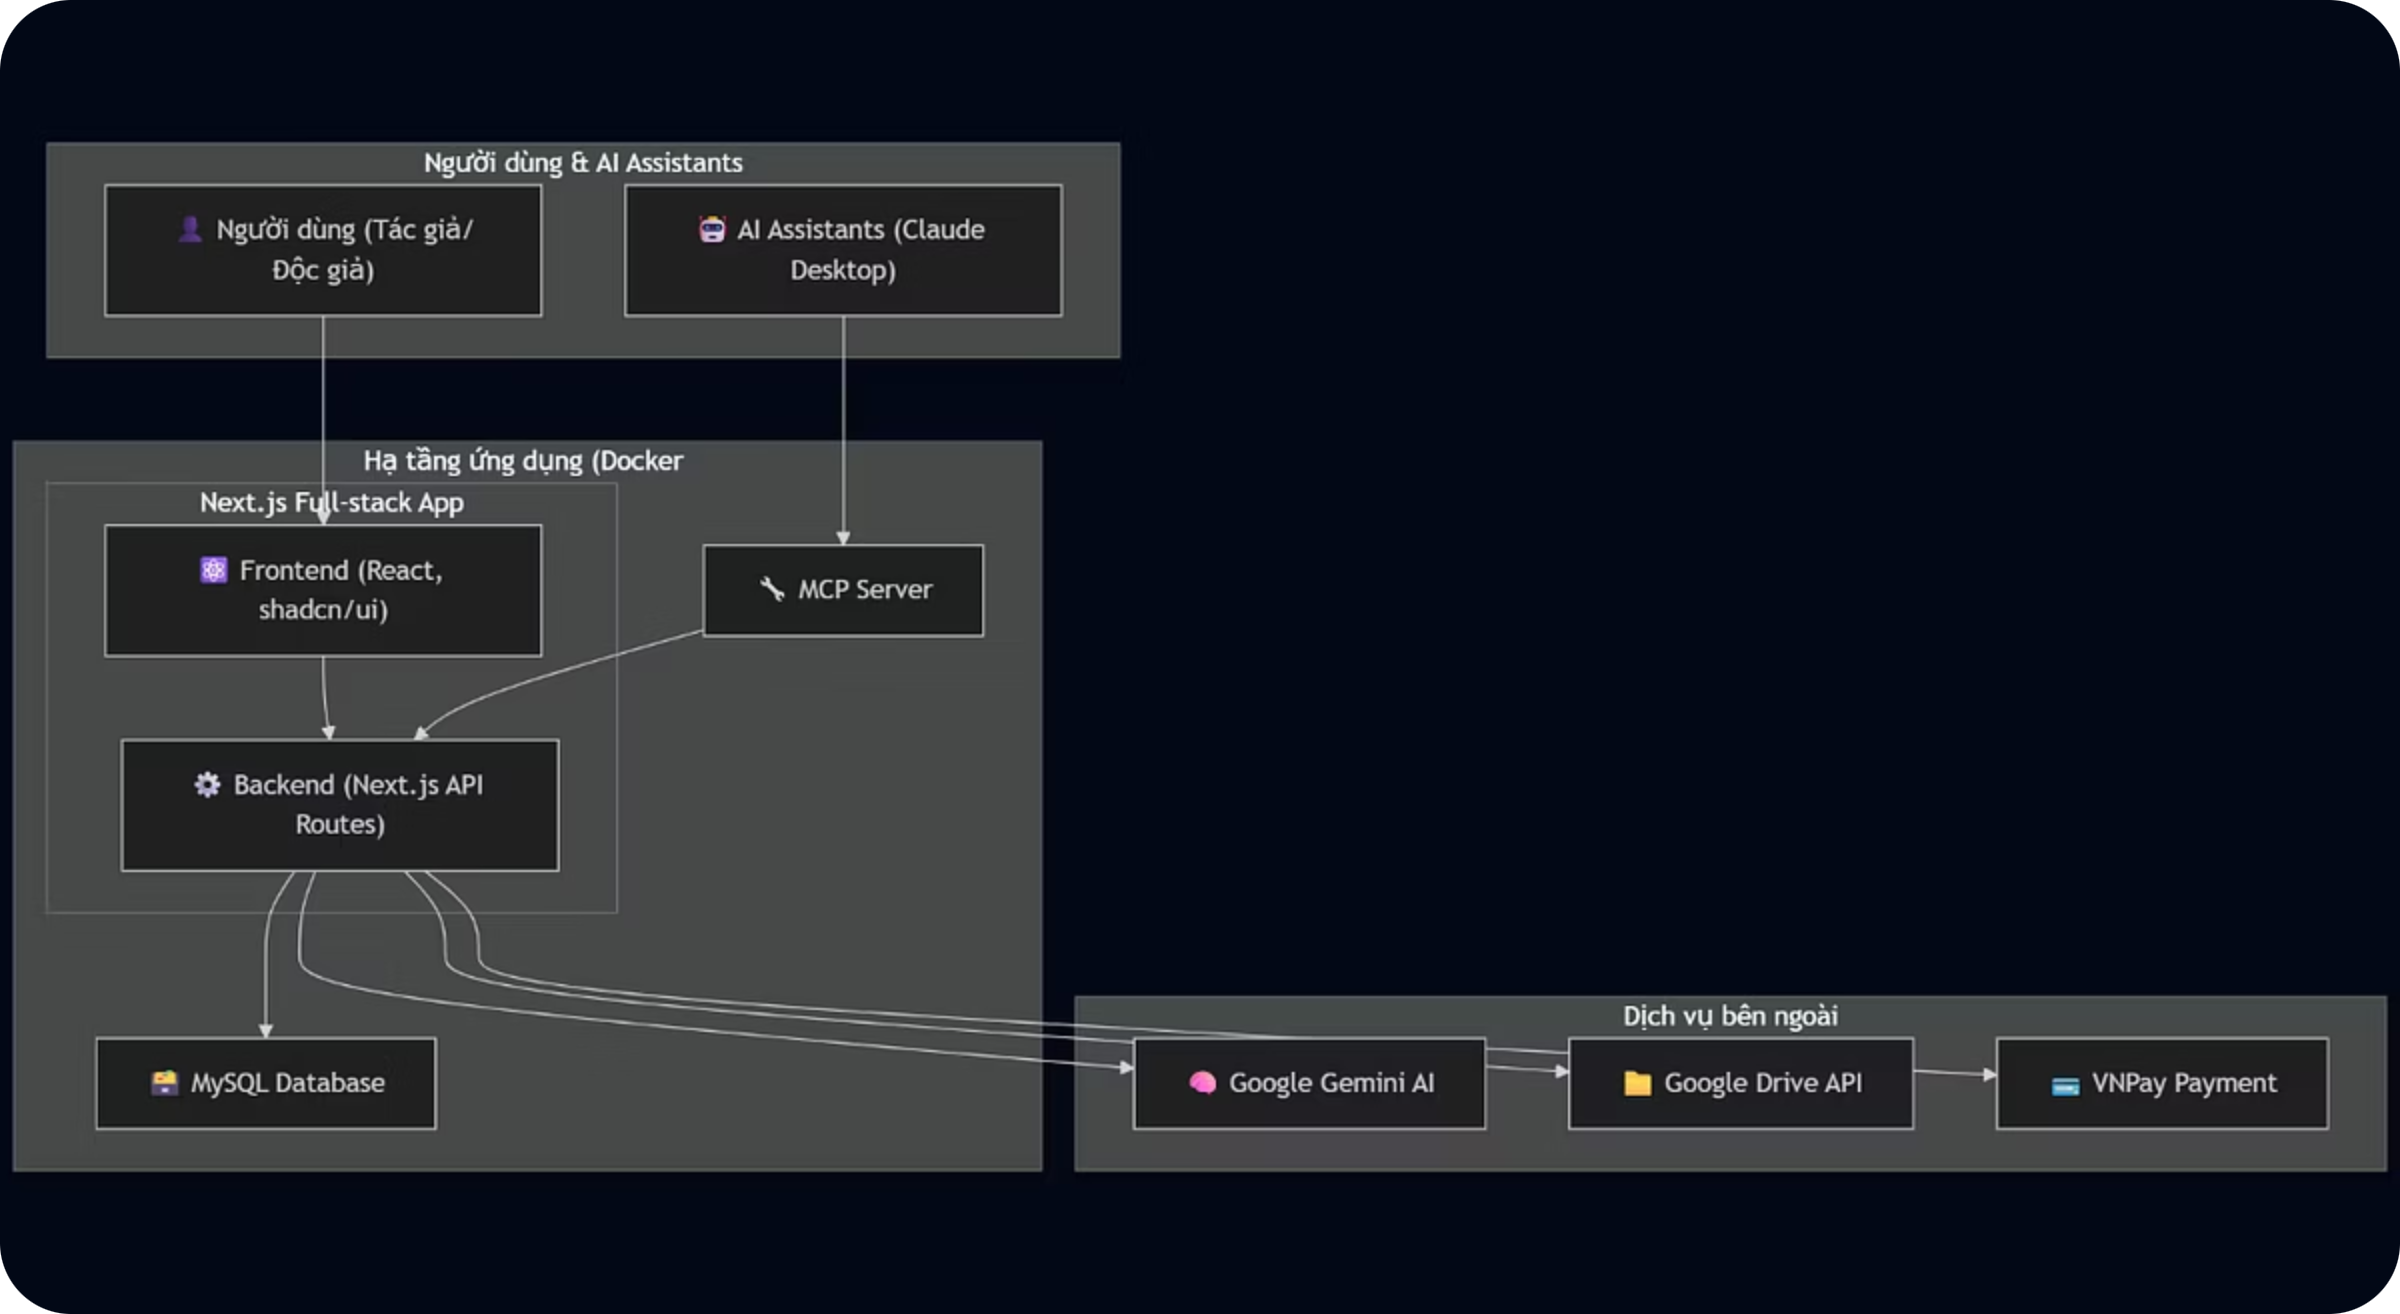 Người dùng & AI Assistants
Người dùng (Tác giả/
Độc giả)
AI Assistants (Claude
Desktop)
Hạ tầng ứng dụng (Docker
Next.js Full-stack App
Frontend (React,
shadcn/ui)
MCP Server
Backend (Next.js API
Routes)
MySQL Database
Dịch vụ bên ngoài
Google Gemini AI
Google Drive API
VNPay Payment